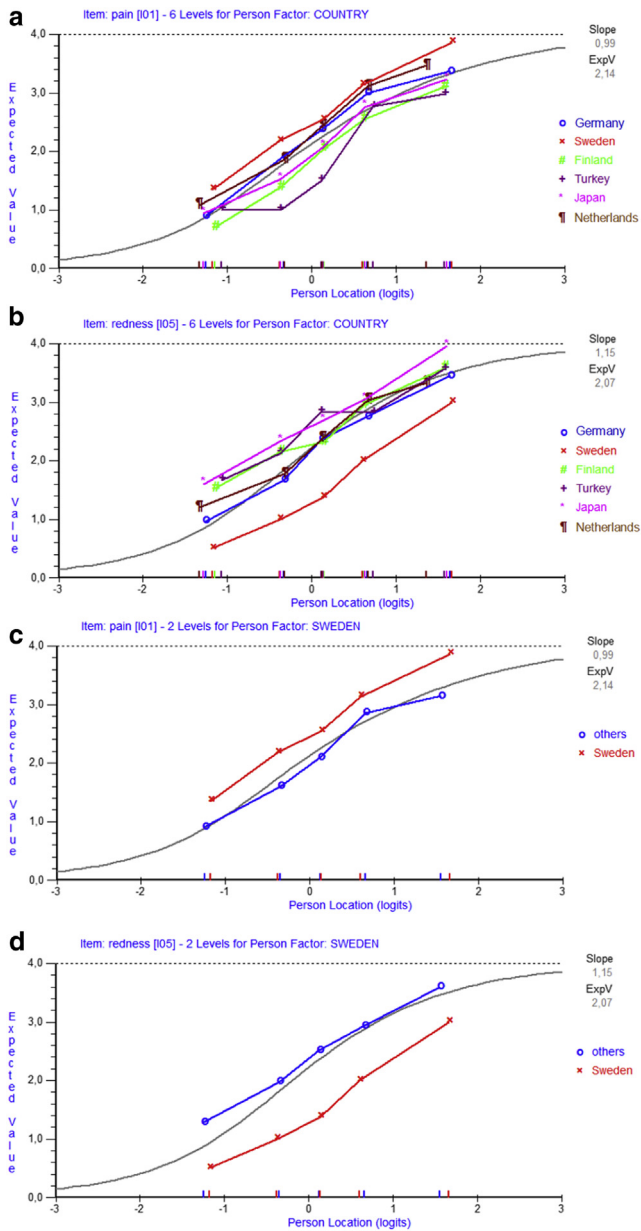 a
Item: pain [I01] - 6 Levels for Person Factor: COUNTRY
Expected Value
4,0
3,0
2,0
1,0
0,0
-3 -2 -1 0 1 2 3
Person Location (logits)
Slope
0,99
ExpV
2,14
o Germany
× Sweden
# Finland
+ Turkey
* Japan
¶ Netherlands
b
Item: redness [I05] - 6 Levels for Person Factor: COUNTRY
Expected Value
4,0
3,0
2,0
1,0
0,0
-3 -2 -1 0 1 2 3
Person Location (logits)
Slope
1,15
ExpV
2,07
o Germany
× Sweden
# Finland
+ Turkey
* Japan
¶ Netherlands
c
Item: pain [I01] - 2 Levels for Person Factor: SWEDEN
Expected Value
4,0
3,0
2,0
1,0
0,0
-3 -2 -1 0 1 2 3
Person Location (logits)
Slope
0,99
ExpV
2,14
o others
× Sweden
d
Item: redness [I05] - 2 Levels for Person Factor: SWEDEN
Expected Value
4,0
3,0
2,0
1,0
0,0
-3 -2 -1 0 1 2 3
Person Location (logits)
Slope
1,15
ExpV
2,07
o others
× Sweden